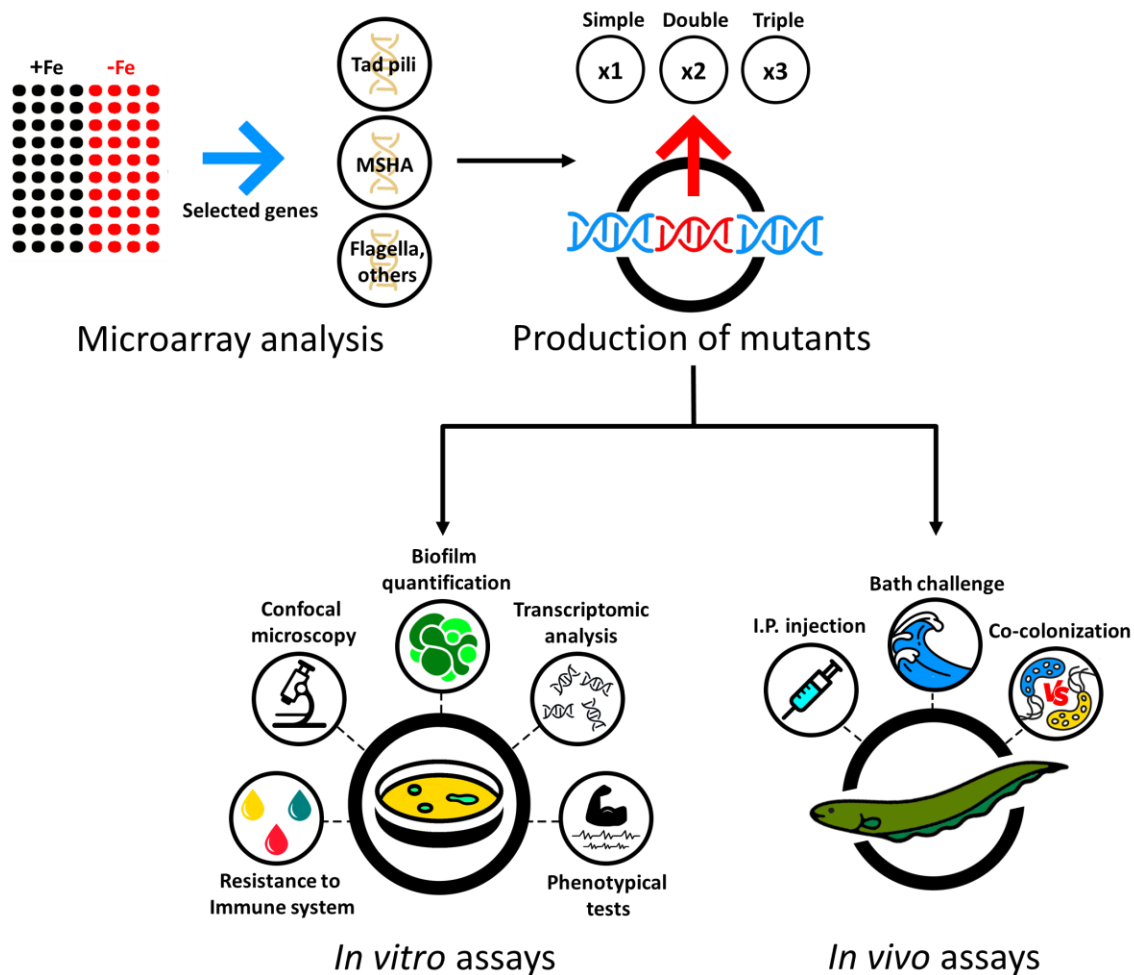 +Fe -Fe
Selected genes
Tad pili
MSHA
Flagella,
others
Simple Double Triple
x1 x2 x3
Microarray analysis
Production of mutants
Biofilm
quantification
Confocal
microscopy
Transcriptomic
analysis
Resistance to
Immune system
Phenotypical
tests
In vitro assays
Bath challenge
I.P. injection
Co-colonization
VS
In vivo assays